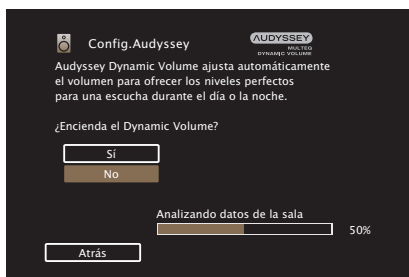 Config.Audyssey
AUDYSSEY
MULTEQ
DYNAMIC VOLUME
Audyssey Dynamic Volume ajusta automáticamente
el volumen para ofrecer los niveles perfectos
para una escucha durante el día o la noche.
¿Encienda el Dynamic Volume?
Sí
No
Analizando datos de la sala
50%
Atrás